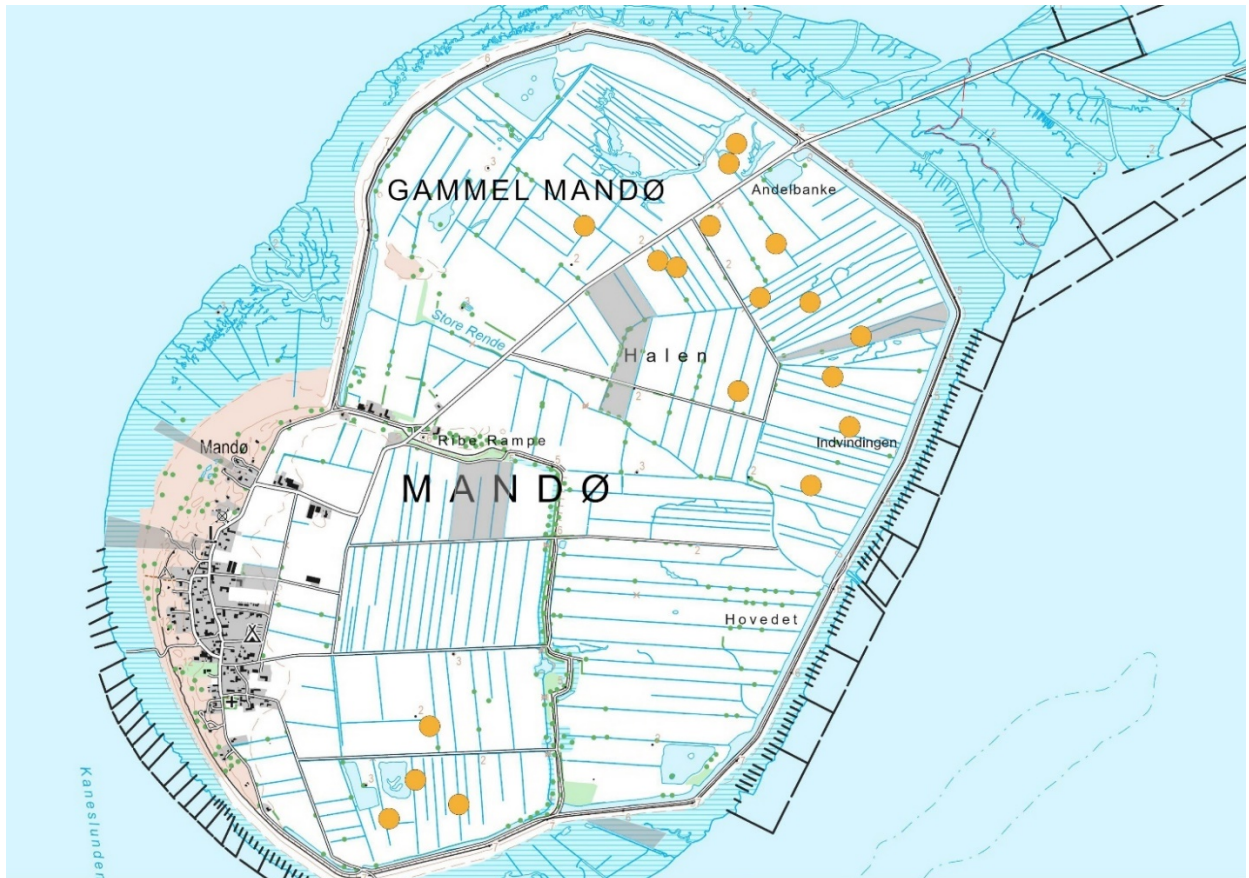 GAMMEL MANDØ
Andelbanke
Store Rende
Halen
Ribe Rampe
Mandø
Indvindingen
MANDØ
Hovedet
Kaneslunden